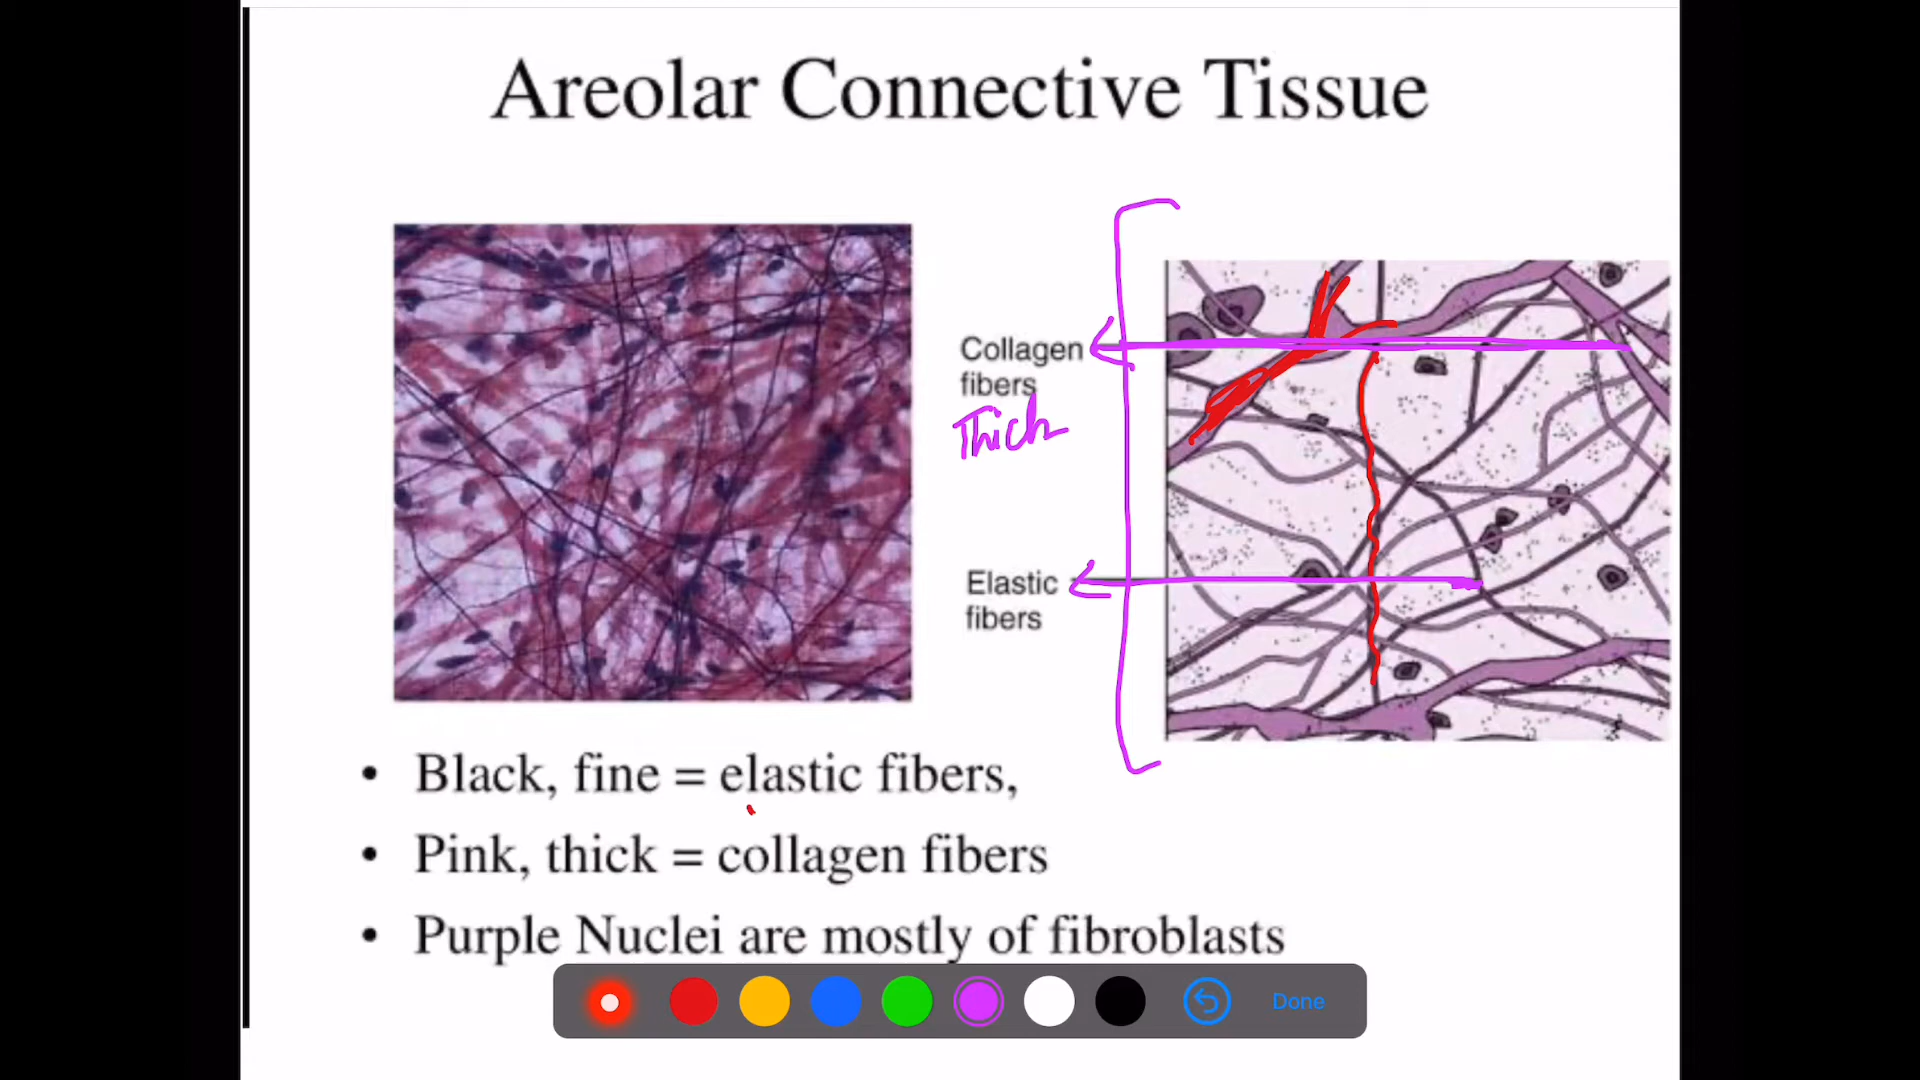 Areolar Connective Tissue
Collagen
fibers
Thich
Elastic
fibers
• Black, fine = elastic fibers,
• Pink, thick = collagen fibers
• Purple Nuclei are mostly of fibroblasts
Done